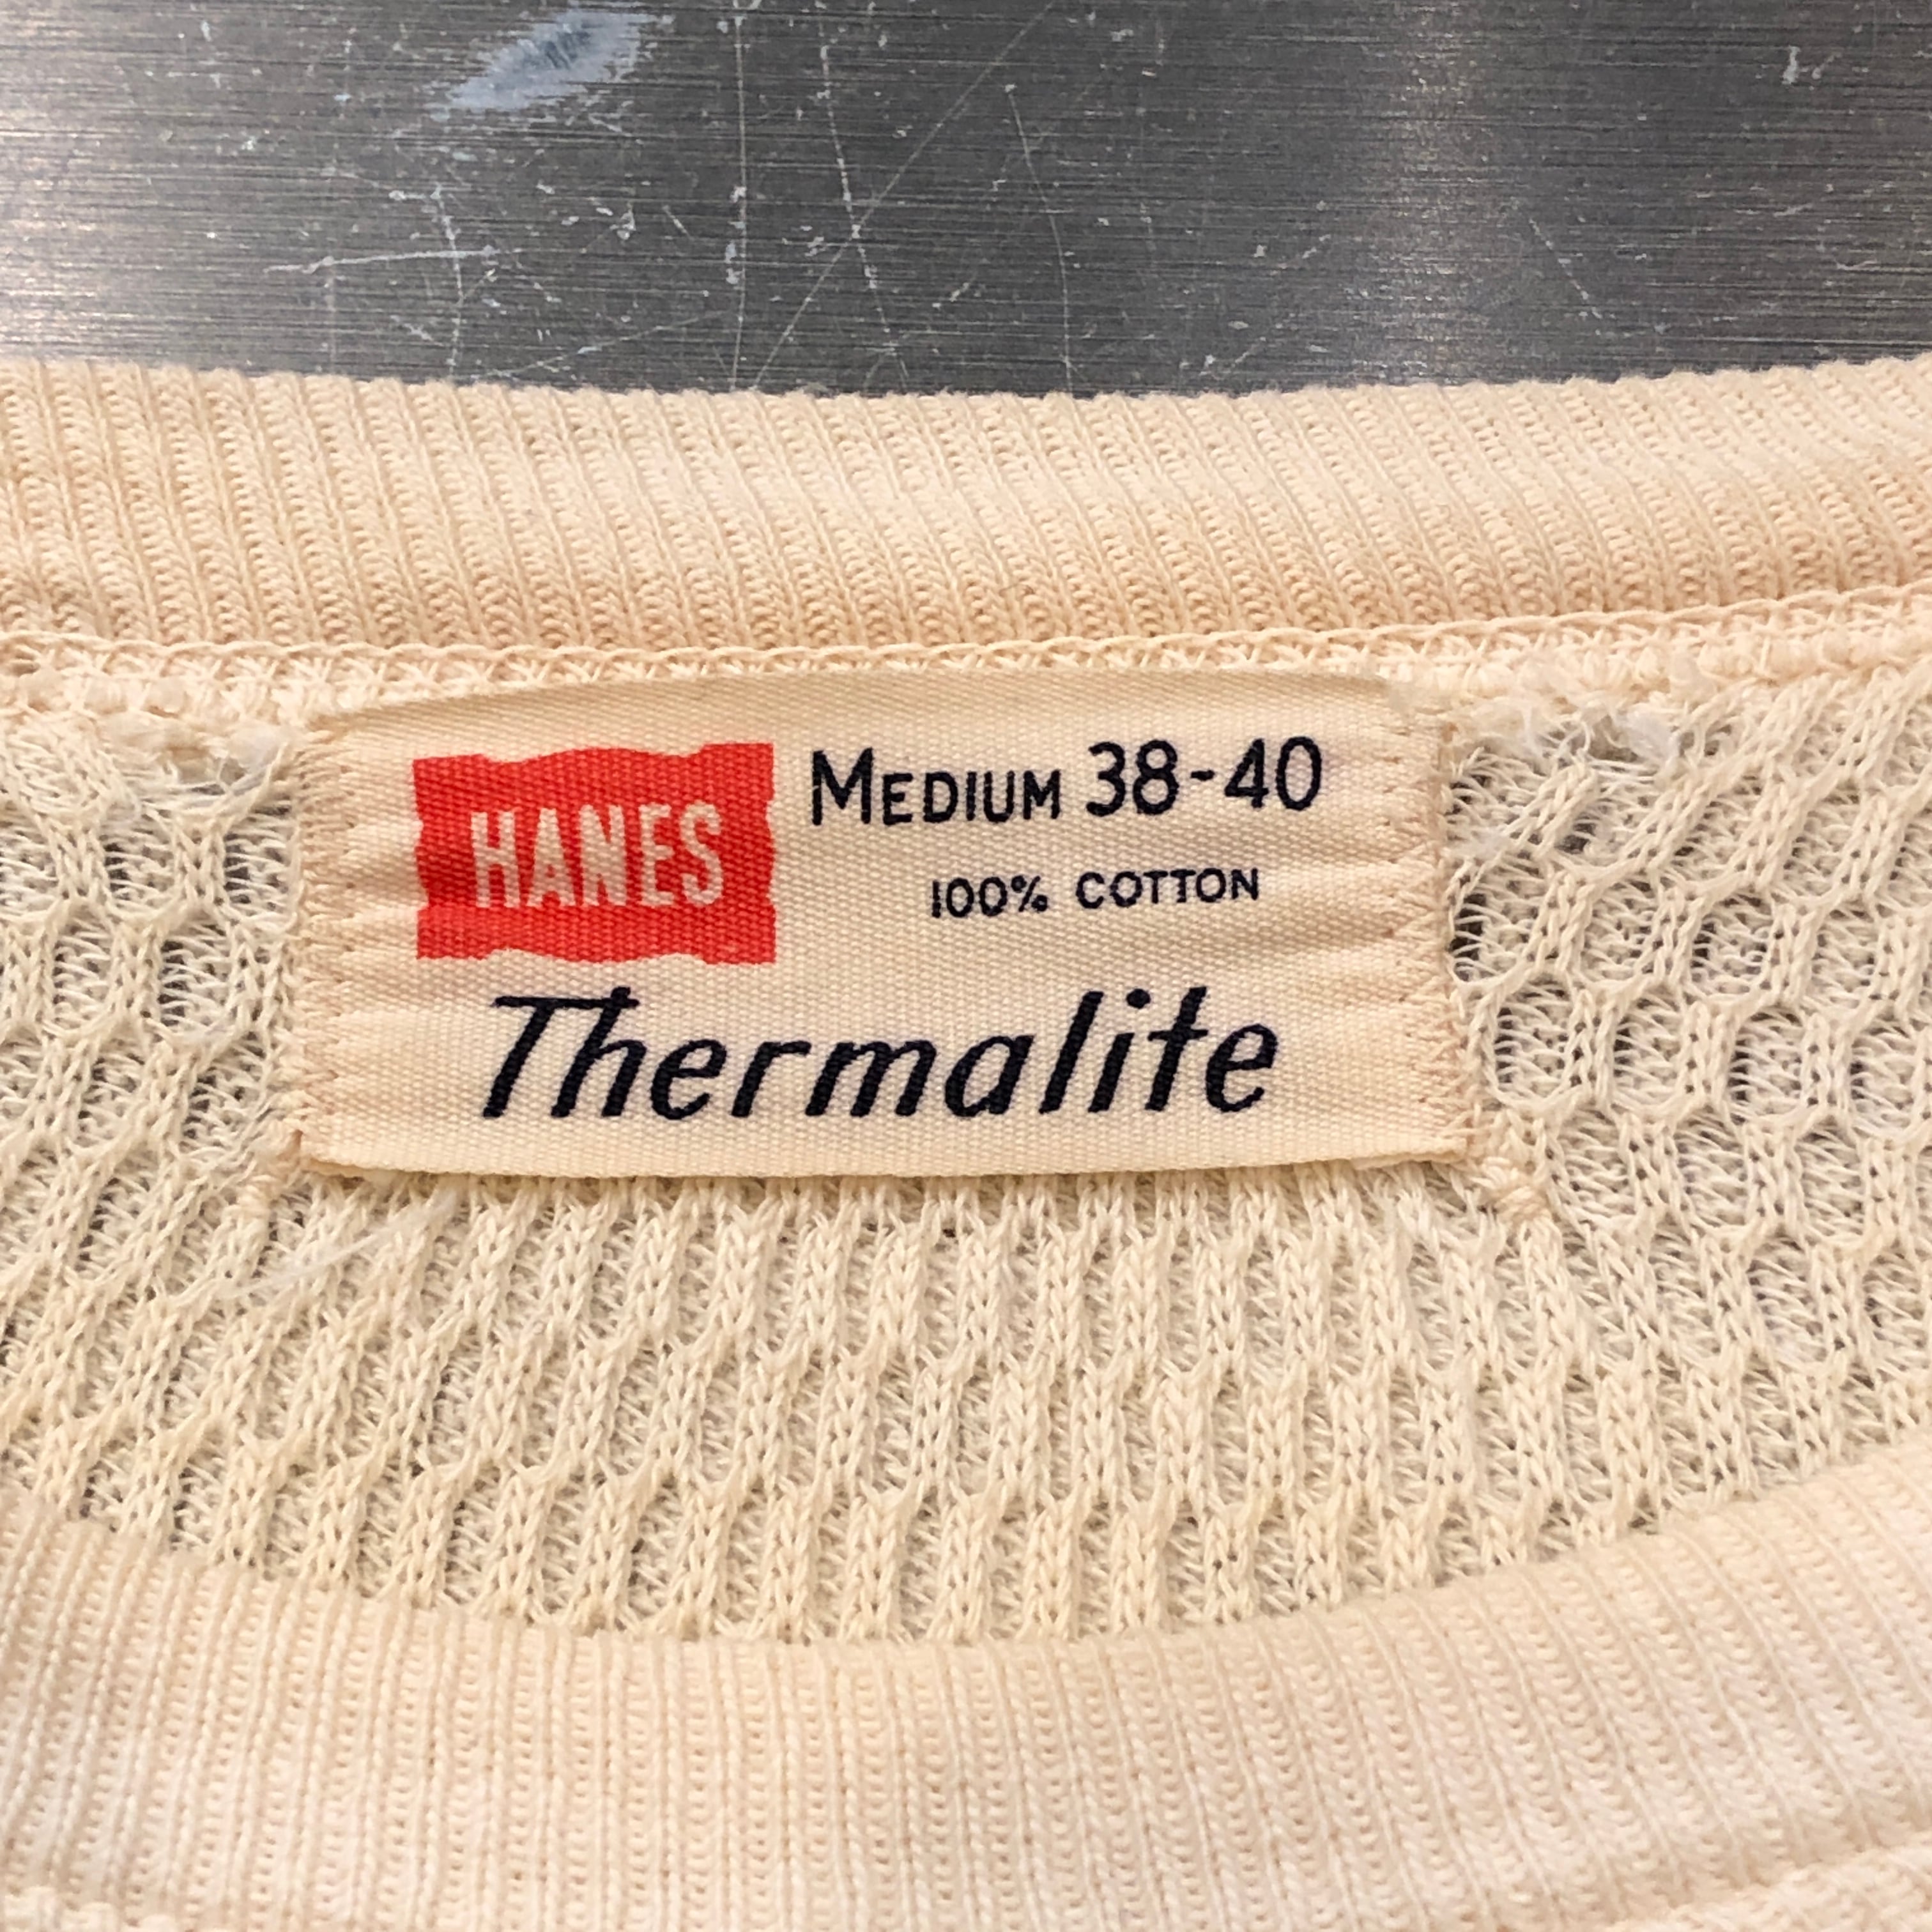 HANES
MEDIUM 38-40
100% COTTON
Thermalite